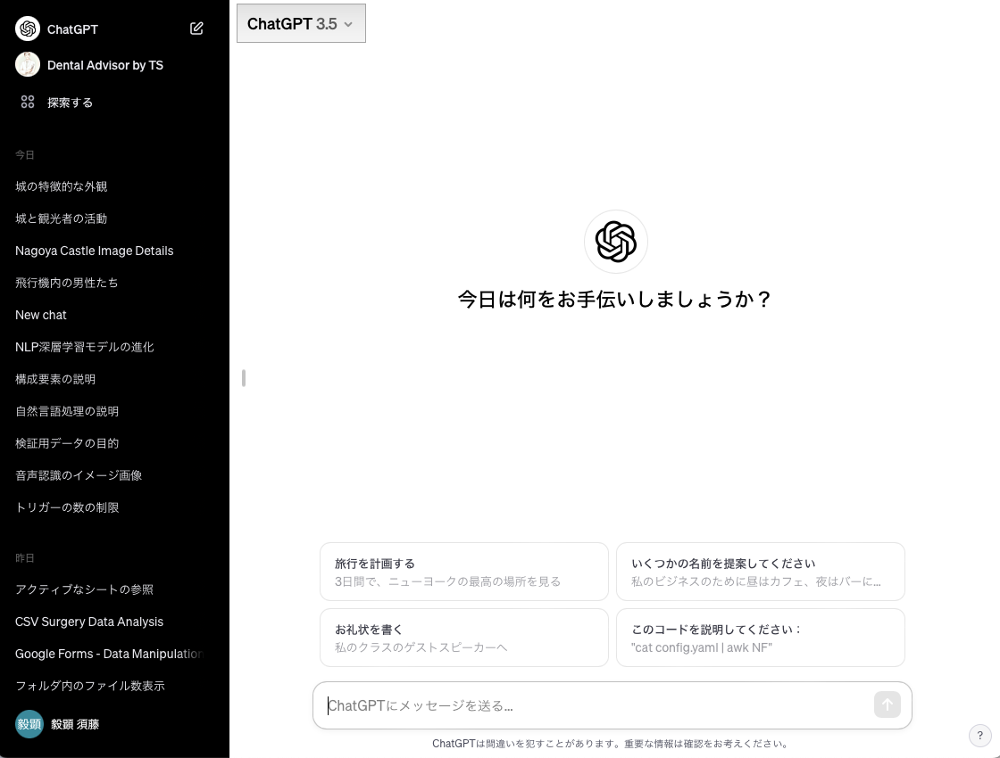 ChatGPT
Dental Advisor by TS
探索する
今日
城の特徴的な外観
城と観光者の活動
Nagoya Castle Image Details
飛行機内の男性たち
New chat
NLP深層学習モデルの進化
構成要素の説明
自然言語処理の説明
検証用データの目的
音声認識のイメージ画像
トリガーの数の制限
昨日
アクティブなシートの参照
CSV Surgery Data Analysis
Google Forms - Data Manipulation
フォルダ内のファイル数表示
毅顕 毅顕 須藤
ChatGPT 3.5
今日は何をお手伝いしましょうか？
旅行を計画する
3日間で、ニューヨークの最高の場所を見る
いくつかの名前を提案してください
私のビジネスのために昼はカフェ、夜はバーに...
お礼状を書く
私のクラスのゲストスピーカーへ
このコードを説明してください：
"cat config.yaml | awk NF"
ChatGPTにメッセージを送る...
ChatGPTは間違いを犯すことがあります。重要な情報は確認をお考えください。
?